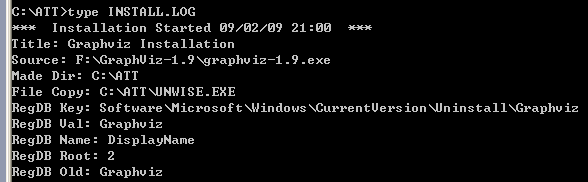 C:\ATT>type INSTALL.LOG
***  Installation Started 09/02/09 21:00  ***
Title: Graphviz Installation
Source: F:\GraphViz-1.9\graphviz-1.9.exe
Made Dir: C:\ATT
File Copy: C:\ATT\UNWISE.EXE
RegDB Key: Software\Microsoft\Windows\CurrentVersion\Uninstall\Graphviz
RegDB Val: Graphviz
RegDB Name: DisplayName
RegDB Root: 2
RegDB Old: Graphviz